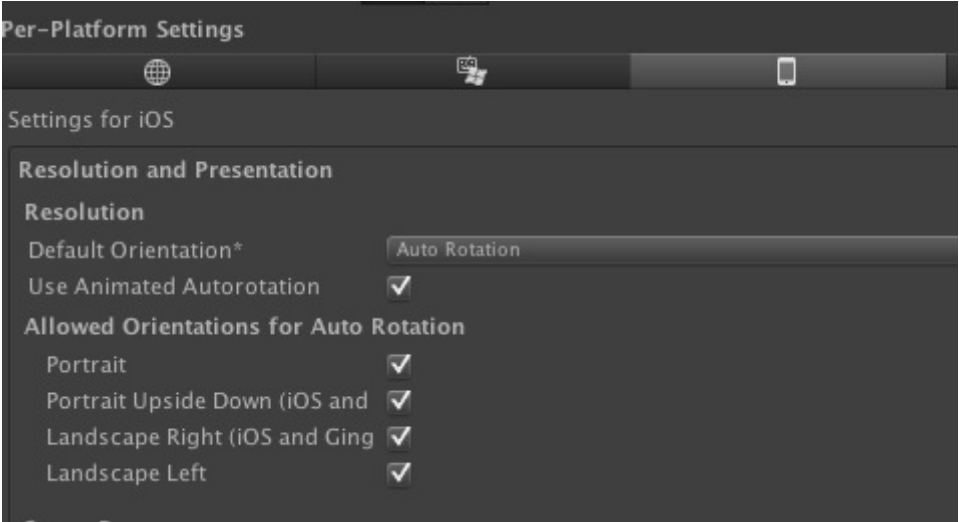 Per-Platform Settings
Settings for iOS
Resolution and Presentation
Resolution
Default Orientation* Auto Rotation
Use Animated Autorotation
Allowed Orientations for Auto Rotation
Portrait
Portrait Upside Down (iOS and
Landscape Right (iOS and Ging
Landscape Left